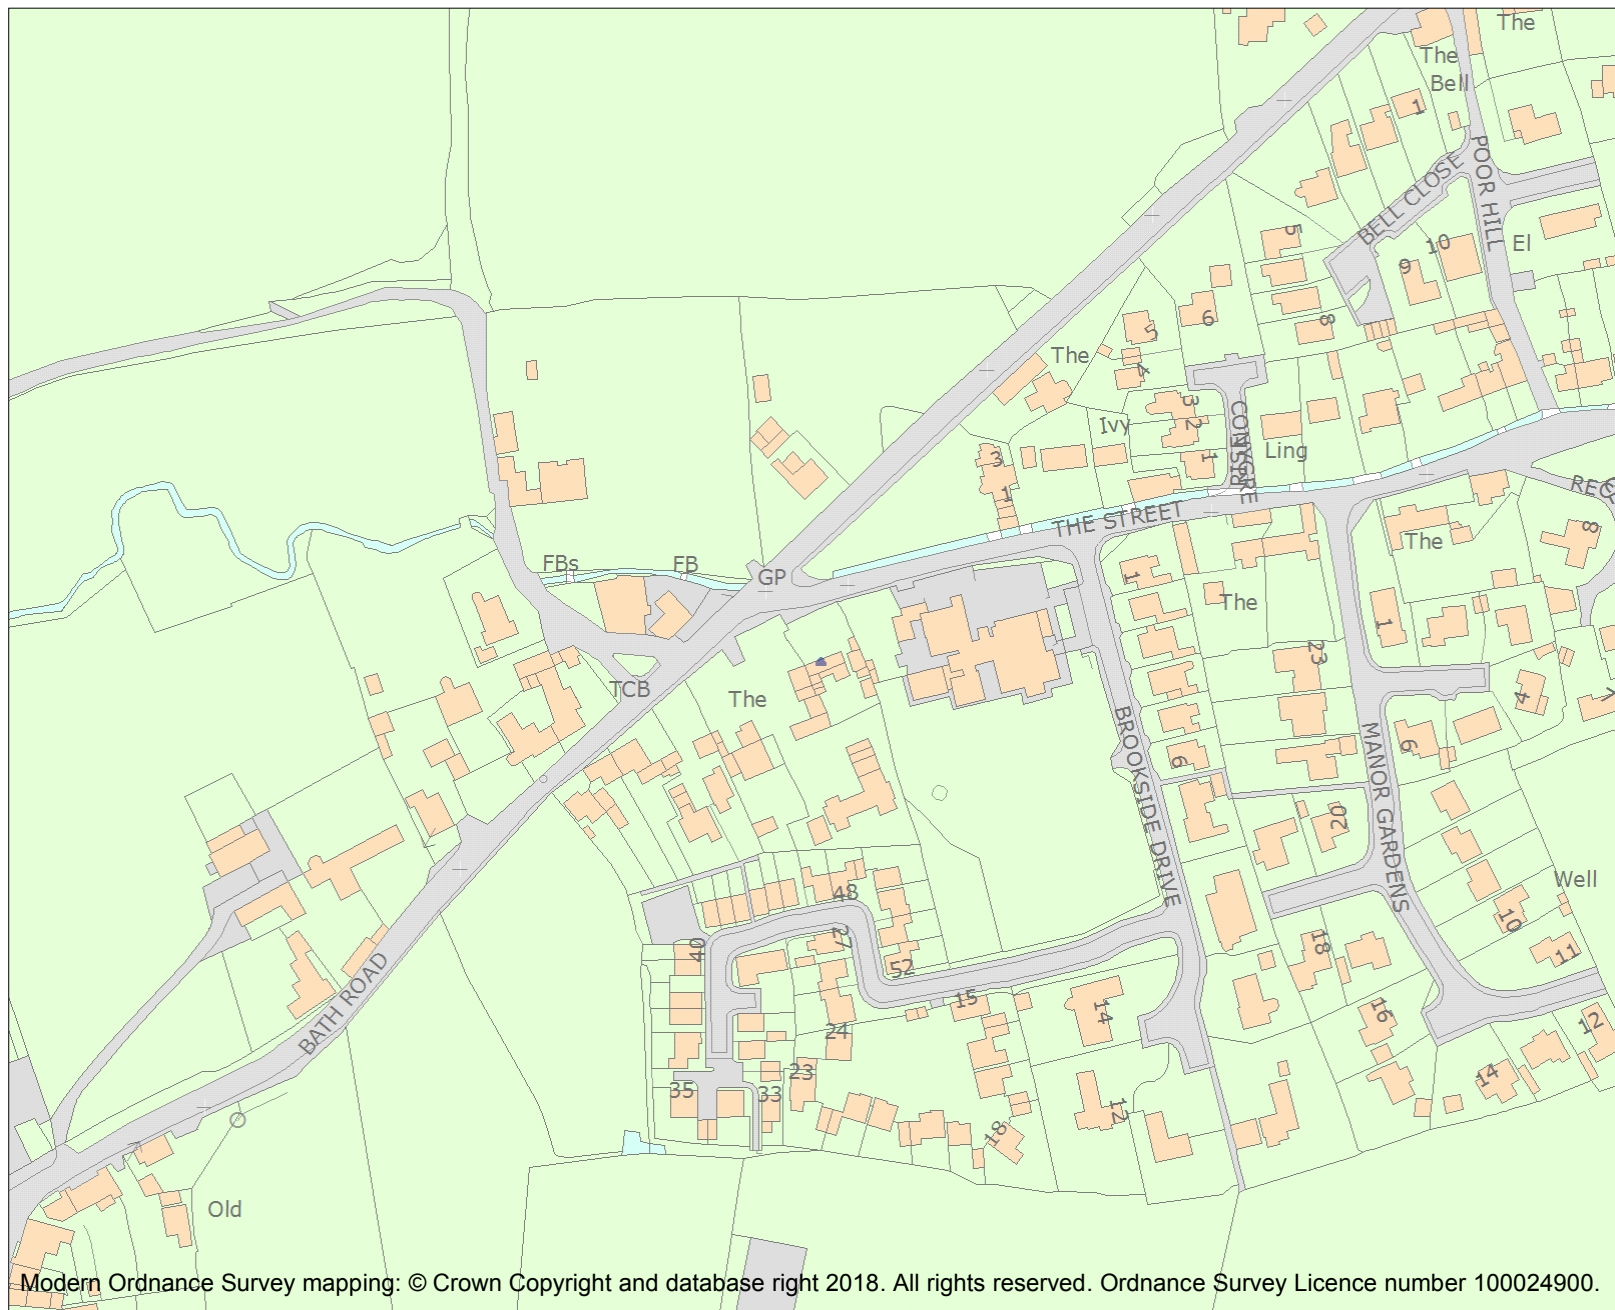 The
The
Bell
1
POOR HILL
BELL CLOSE
5
10
El
9
6
8
5
The
4
3
2
CONYGRE
RISE
Ivy
Ling
1
3
1
THE STREET
REC
8
The
FBs
FB
GP
1
The
1
23
TCB
The
4
7
BROOKSIDE DRIVE
MANOR GARDENS
6
6
20
48
Well
27
40
10
18
11
52
15
BATH ROAD
14
16
12
24
23
35
33
14
12
18
Old
Modern Ordnance Survey mapping: © Crown Copyright and database right 2018. All rights reserved. Ordnance Survey Licence number 100024900.